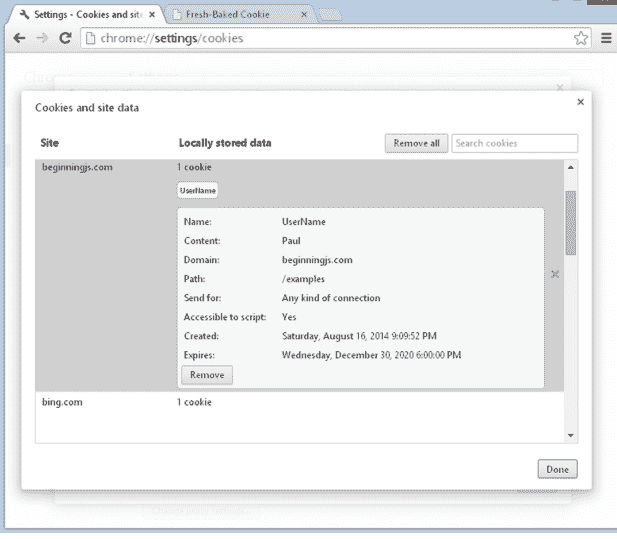 Settings - Cookies and sit
Fresh-Baked Cookie
chrome://settings/cookies
Cookies and site data
Site Locally stored data Remove all Search cookies
beginningjs.com 1 cookie
UserName
Name: UserName
Content: Paul
Domain: beginningjs.com
Path: /examples
Send for: Any kind of connection
Accessible to script: Yes
Created: Saturday, August 16, 2014 9:09:52 PM
Expires: Wednesday, December 30, 2020 6:00:00 PM
Remove
bing.com 1 cookie
Done